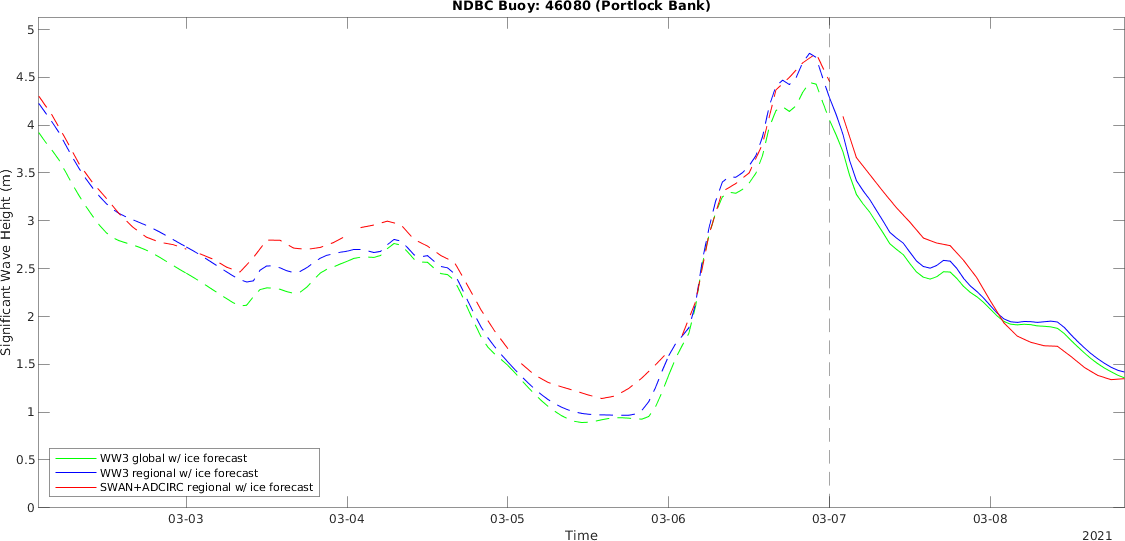 NDBC Buoy: 46080 (Portlock Bank)
5
4.5
4
3.5
3
2.5
2
1.5
1
0.5
0
Significant Wave Height (m)
WW3 global w/ ice forecast
WW3 regional w/ ice forecast
SWAN+ADCIRC regional w/ ice forecast
03-03 03-04 03-05 03-06 03-07 03-08
Time
2021